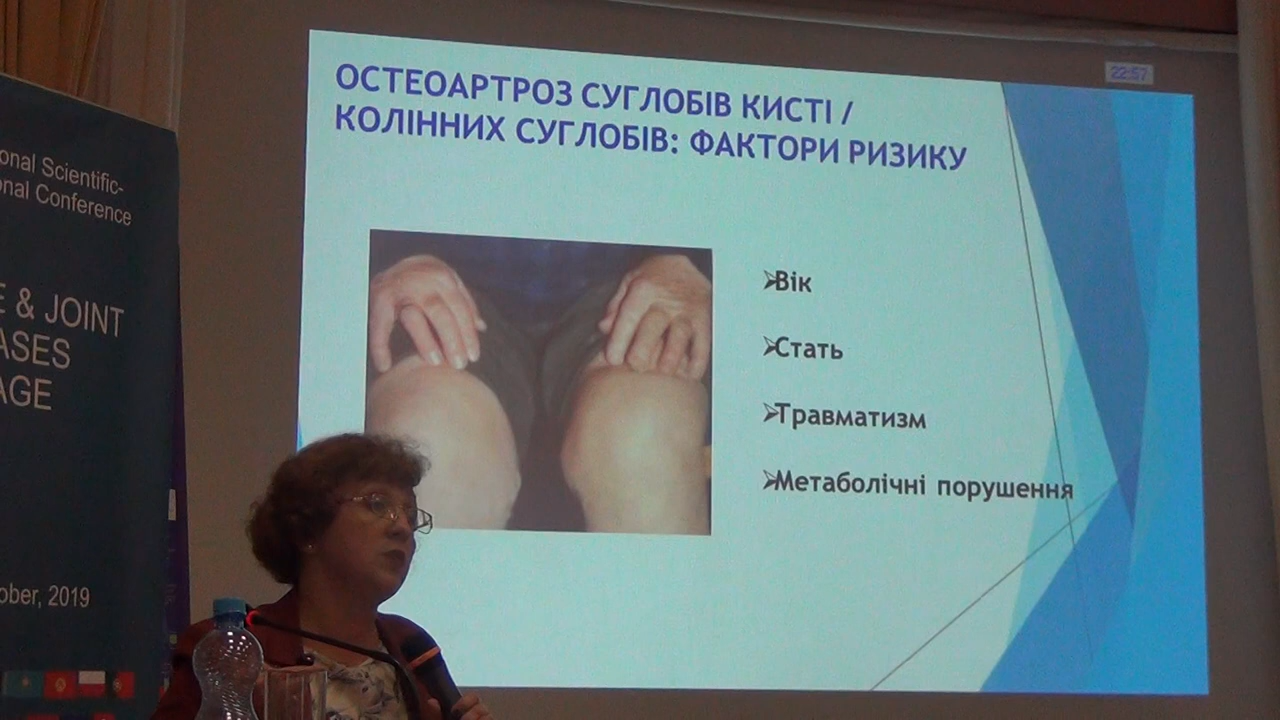 onal Scientific-
onal Conference
E & JOINT
ASES
AGE
ober, 2019
22:57
ОСТЕОАРТРОЗ СУГЛОБІВ КИСТІ /
КОЛІННИХ СУГЛОБІВ: ФАКТОРИ РИЗИКУ
Вік
Стать
Травматизм
Метаболічні порушення